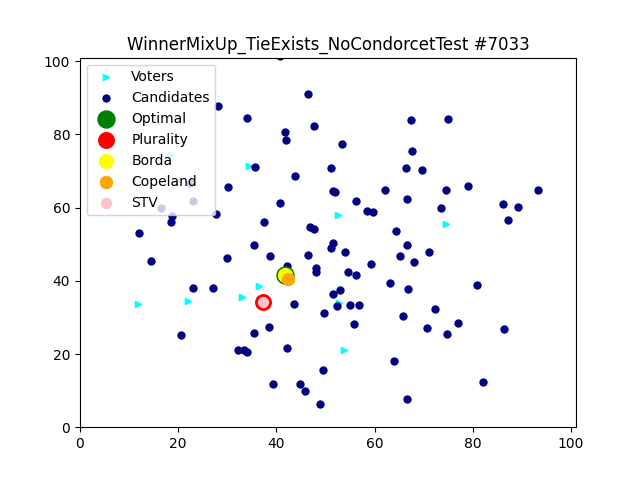 WinnerMixUp_TieExists_NoCondorcetTest #7033
100
80
60
40
20
0
Voters
Candidates
Optimal
Plurality
Borda
Copeland
STV
0 20 40 60 80 100